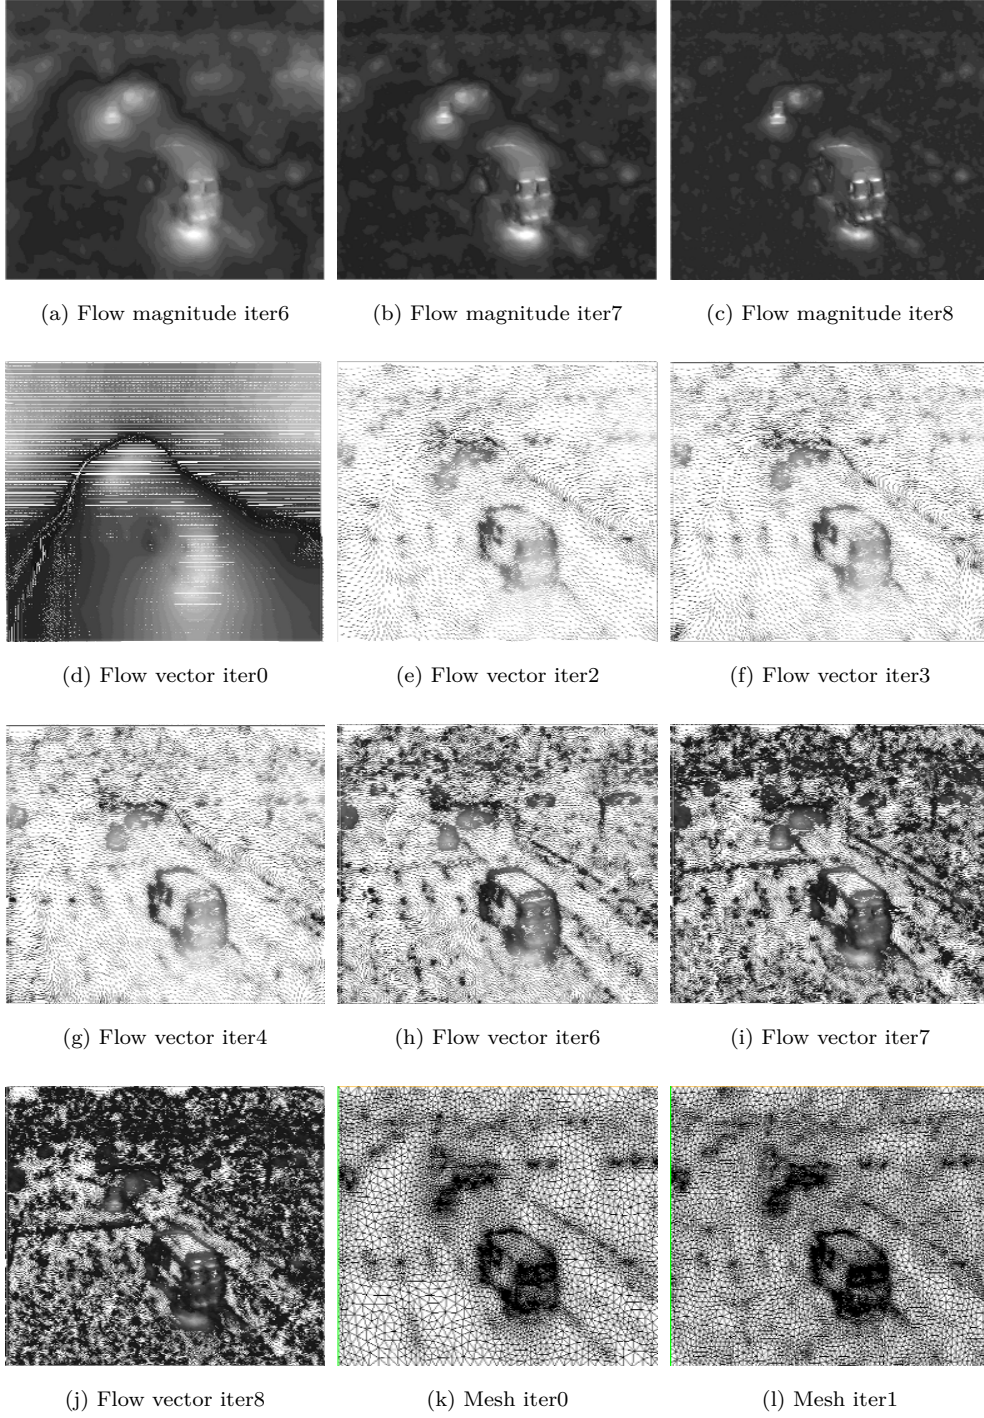 (a) Flow magnitude iter6
(b) Flow magnitude iter7
(c) Flow magnitude iter8
(d) Flow vector iter0
(e) Flow vector iter2
(f) Flow vector iter3
(g) Flow vector iter4
(h) Flow vector iter6
(i) Flow vector iter7
(j) Flow vector iter8
(k) Mesh iter0
(l) Mesh iter1